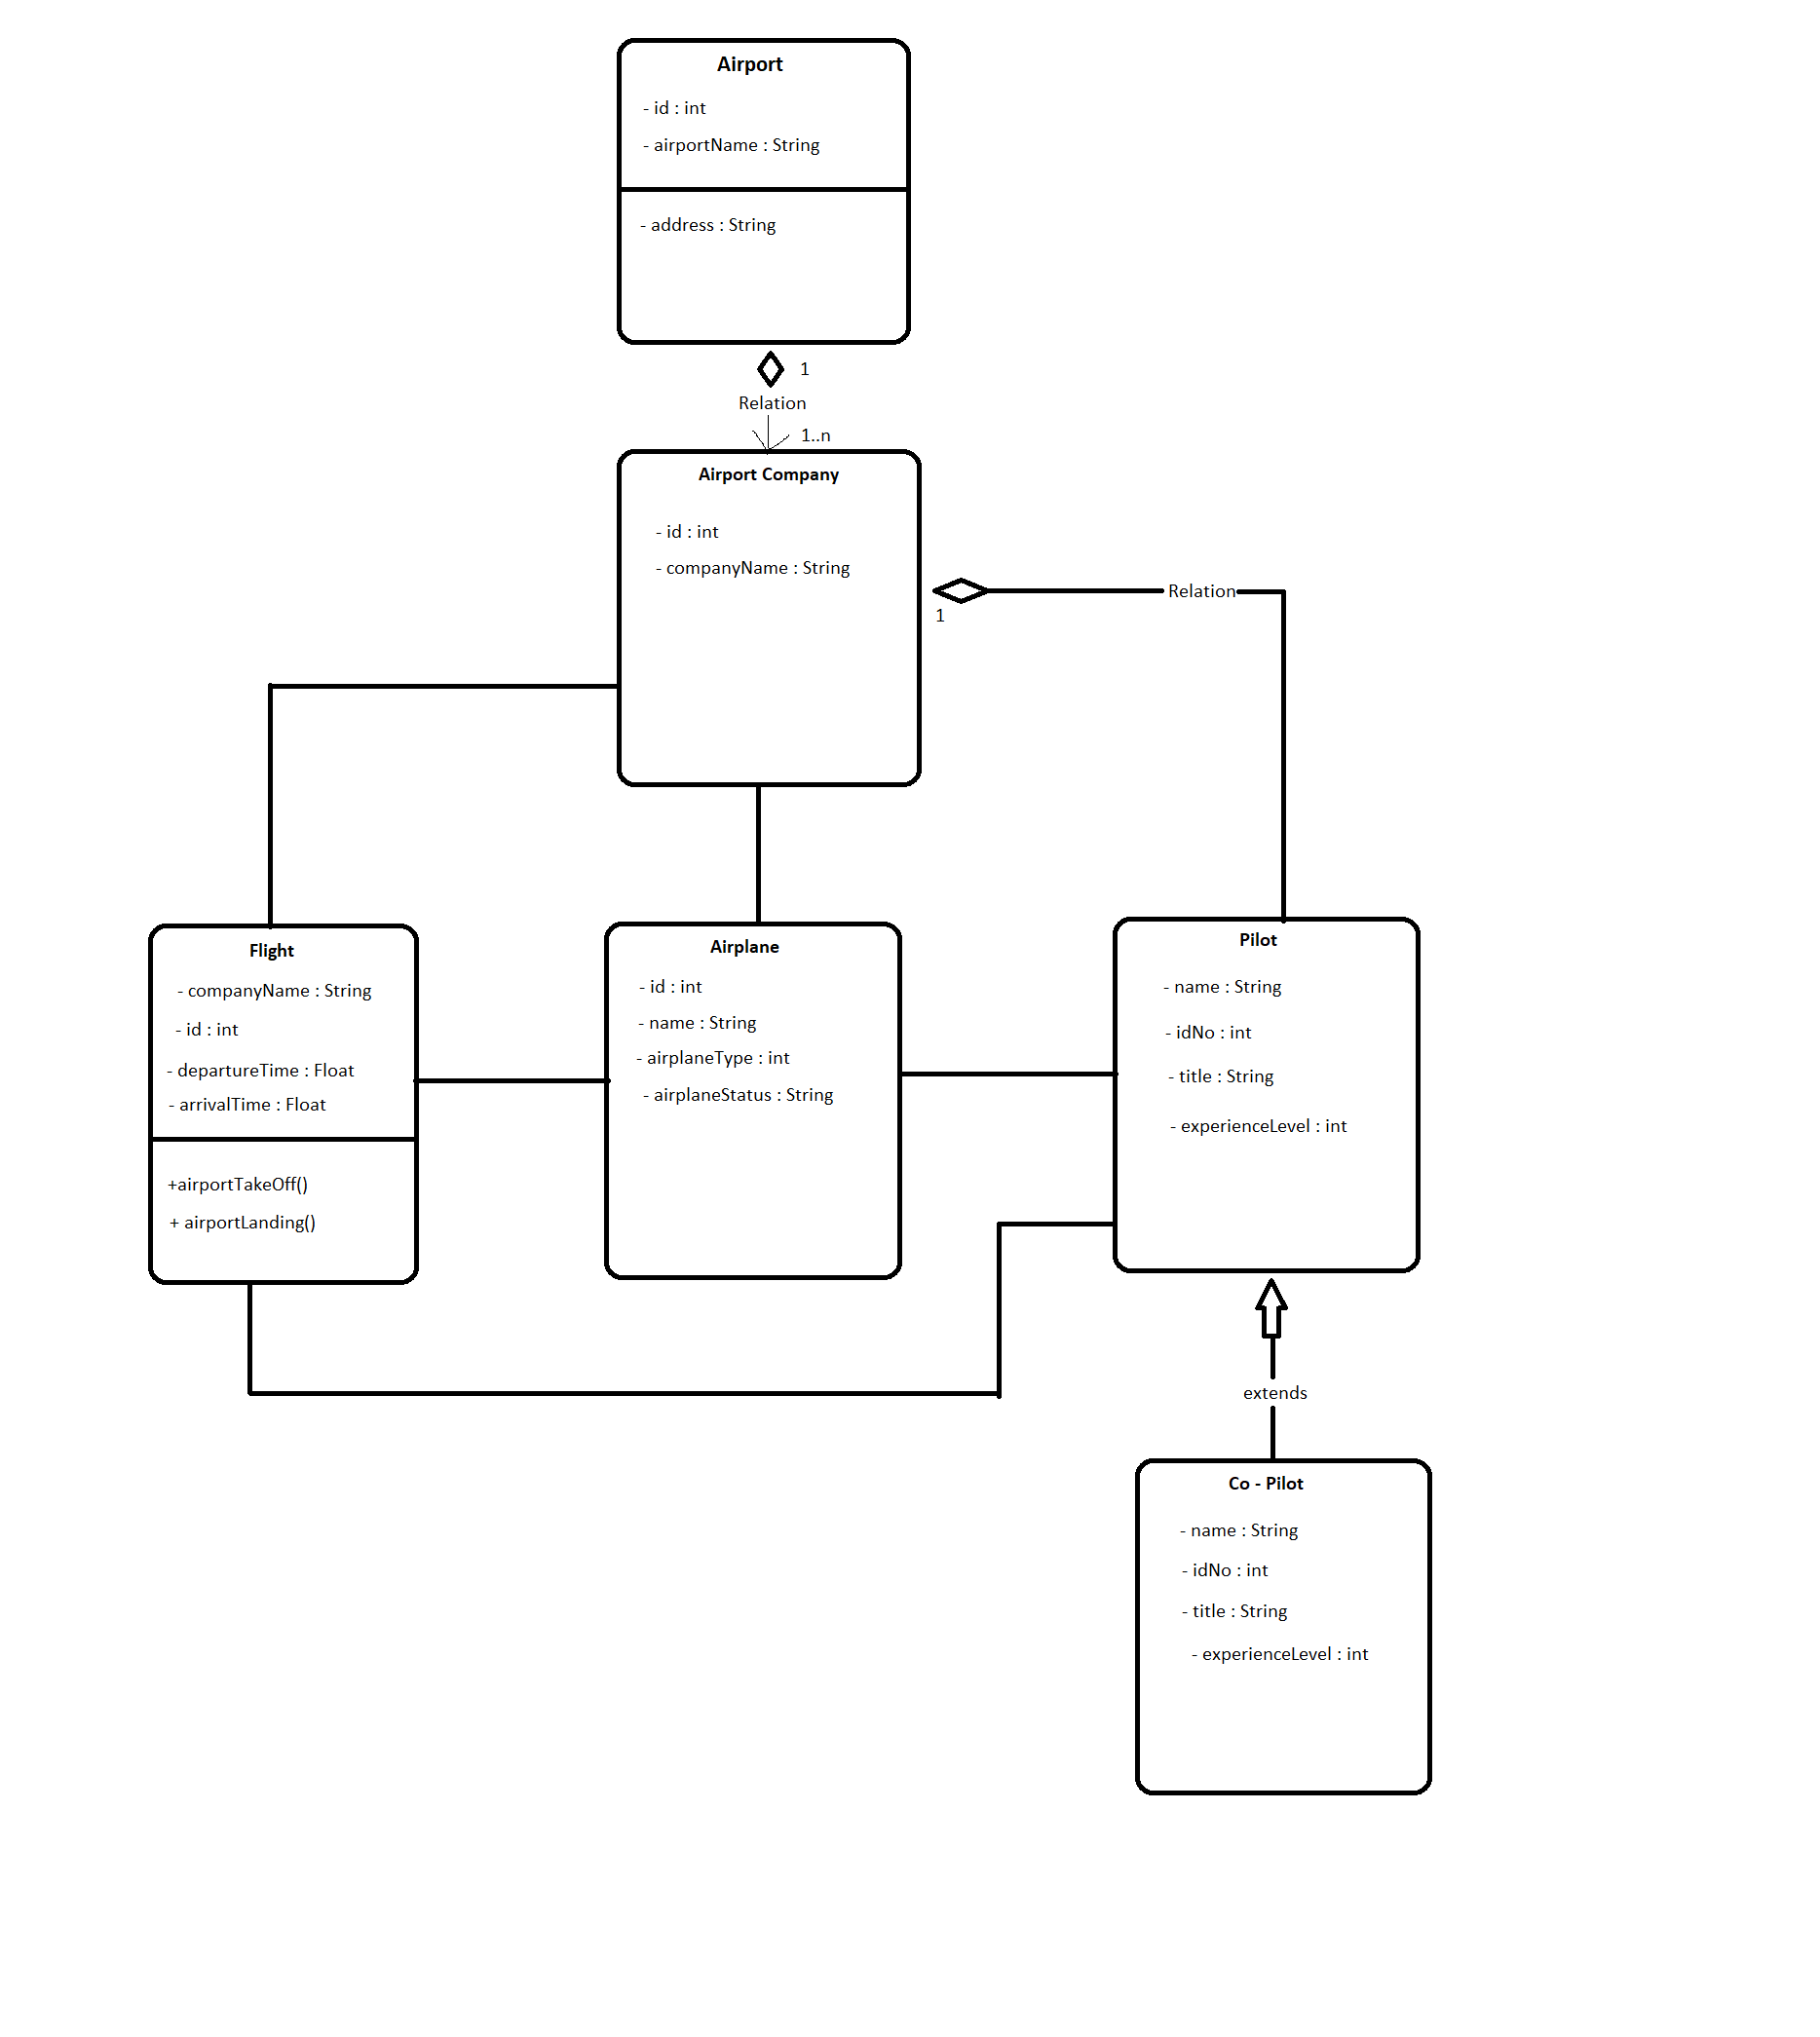 Airport
- id : int
- airportName : String
- address : String
1
Relation
1..n
Airport Company
- id : int
- companyName : String
Relation
1
Flight
- companyName : String
- id : int
- departureTime : Float
- arrivalTime : Float
+airportTakeOff()
+ airportLanding()
Airplane
- id : int
- name : String
- airplaneType : int
- airplaneStatus : String
Pilot
- name : String
- idNo : int
- title : String
- experienceLevel : int
extends
Co - Pilot
- name : String
- idNo : int
- title : String
- experienceLevel : int